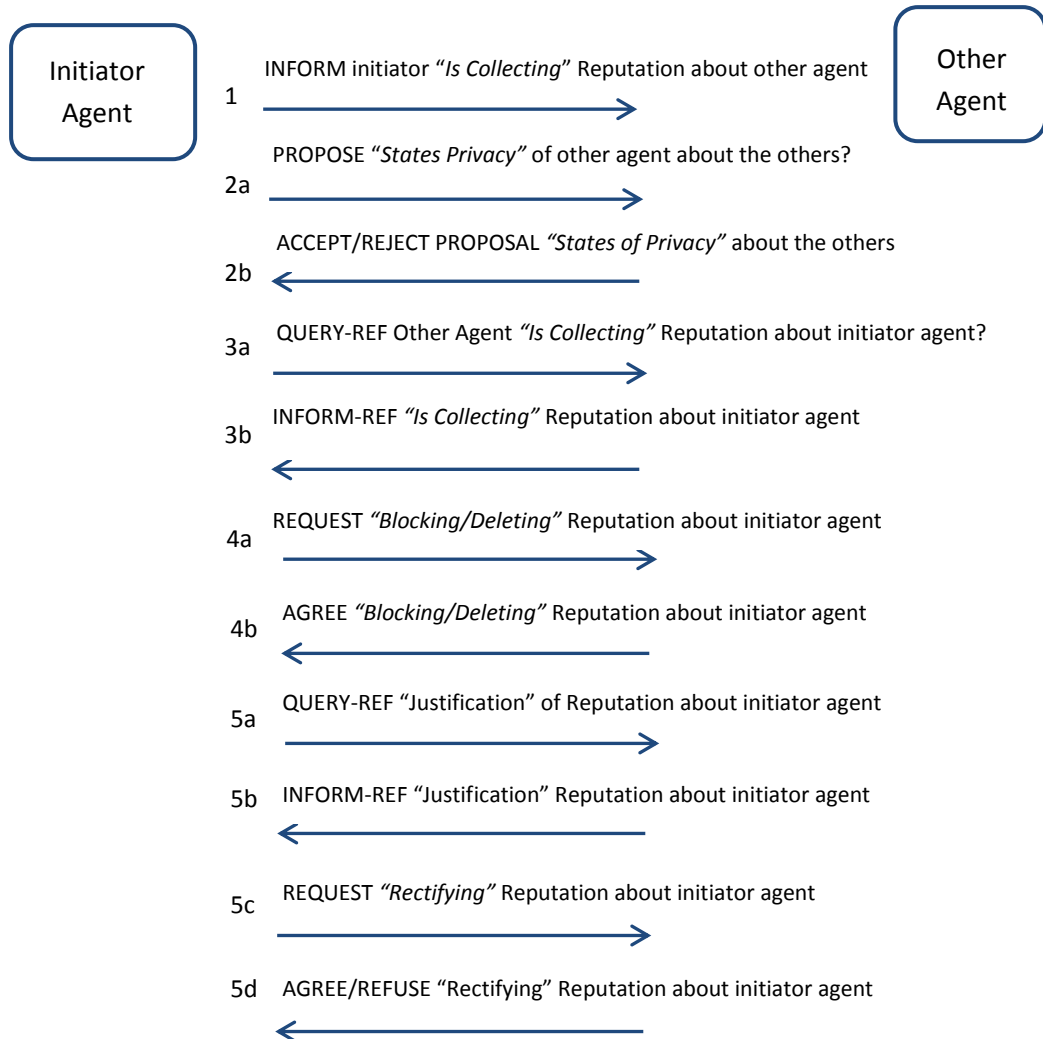 Initiator
Agent
Other
Agent
1
INFORM initiator “Is Collecting” Reputation about other agent
2a
PROPOSE “States Privacy” of other agent about the others?
2b
ACCEPT/REJECT PROPOSAL “States of Privacy” about the others
3a
QUERY-REF Other Agent “Is Collecting” Reputation about initiator agent?
3b
INFORM-REF “Is Collecting” Reputation about initiator agent
4a
REQUEST “Blocking/Deleting” Reputation about initiator agent
4b
AGREE “Blocking/Deleting” Reputation about initiator agent
5a
QUERY-REF “Justification” of Reputation about initiator agent
5b
INFORM-REF “Justification” Reputation about initiator agent
5c
REQUEST “Rectifying” Reputation about initiator agent
5d
AGREE/REFUSE “Rectifying” Reputation about initiator agent